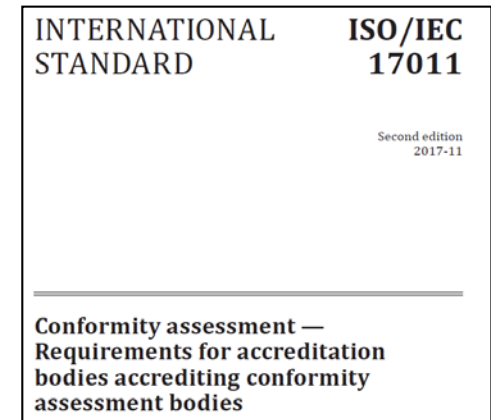 INTERNATIONAL STANDARD
ISO/IEC 17011
Second edition
2017-11
Conformity assessment —
Requirements for accreditation
bodies accrediting conformity
assessment bodies